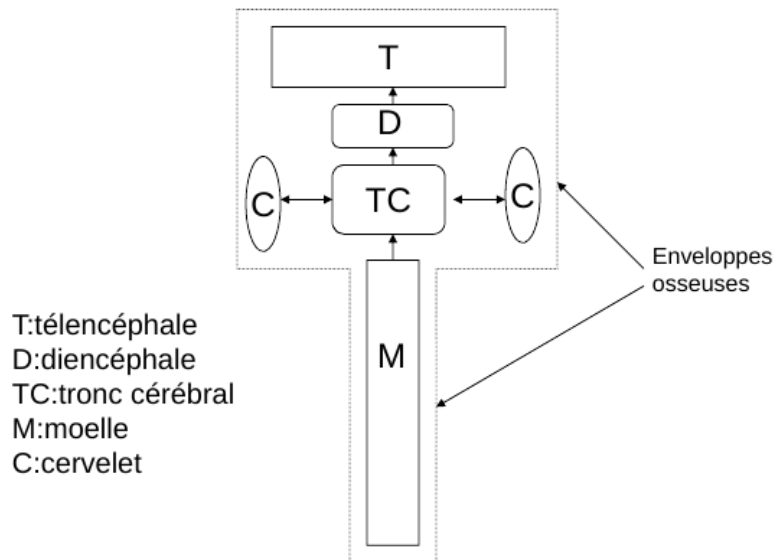 T
D
C
TC
C
Enveloppes
osseuses
M
T:télencéphale
D:diencéphale
TC:tronc cérébral
M:moelle
C:cervelet